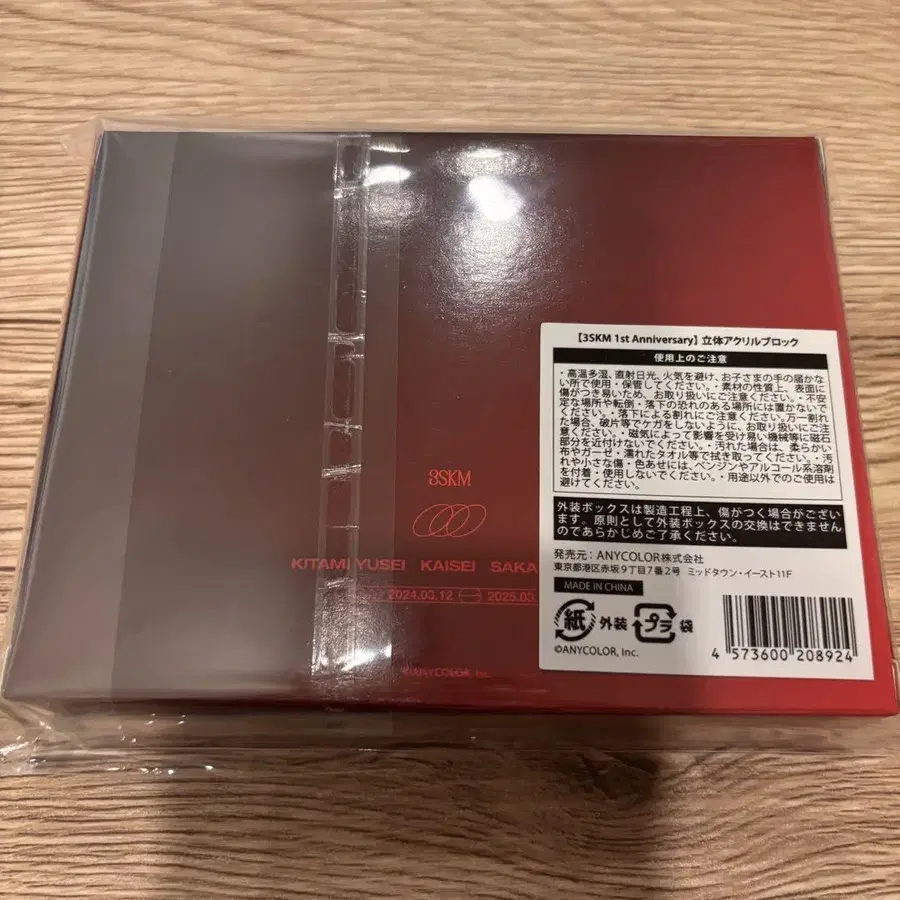 3SKM
KITAMI YUSEI KAISEI SAKA
2024.03.12 2025.03.
©ANYCOLOR, Inc.
【3SKM 1st Anniversary】立体アクリルブロック
使用上のご注意
・高温多湿、直射日光、火気を避け、お子さまの手の届かな
い所で使用・保管してください。・素材の性質上、表面に
傷がつき易いため、お取り扱いにご注意ください。・不安
定な場所や転倒・落下の恐れのある場所には置かないで
ください。・落下による割れにご注意ください。万一割れ
た場合、破片等でケガをしないように、お取り扱いにご注
意ください。・磁気によって影響を受け易い機械等に磁石
部分を近付けないでください。・汚れた場合は、柔らかい
布やガーゼ・濡れたタオル等で拭き取ってください。・汚
れや小さな傷・色あせには、ベンジンやアルコール系溶剤
を付着・使用しないでください。・用途以外でのご使用は
避けてください。
外装ボックスは製造工程上、傷がつく場合がござい
ます。原則として外装ボックスの交換はできません
のであらかじめご了承ください。
発売元：ANYCOLOR株式会社
東京都港区赤坂9丁目7番2号 ミッドタウン・イースト11F
MADE IN CHINA
紙 外装 プラ 袋
©ANYCOLOR, Inc.
4 573600 208924